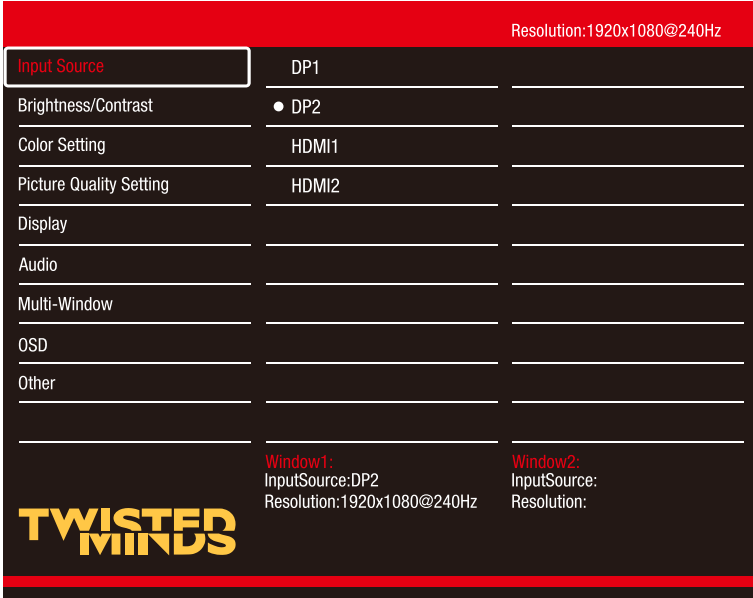 Resolution:1920x1080@240Hz
Input Source
DP1
Brightness/Contrast
DP2
Color Setting
HDMI1
Picture Quality Setting
HDMI2
Display
Audio
Multi-Window
OSD
Other
Window1:
InputSource:DP2
Resolution:1920x1080@240Hz
Window2:
InputSource:
Resolution:
TWISTED
MINDS